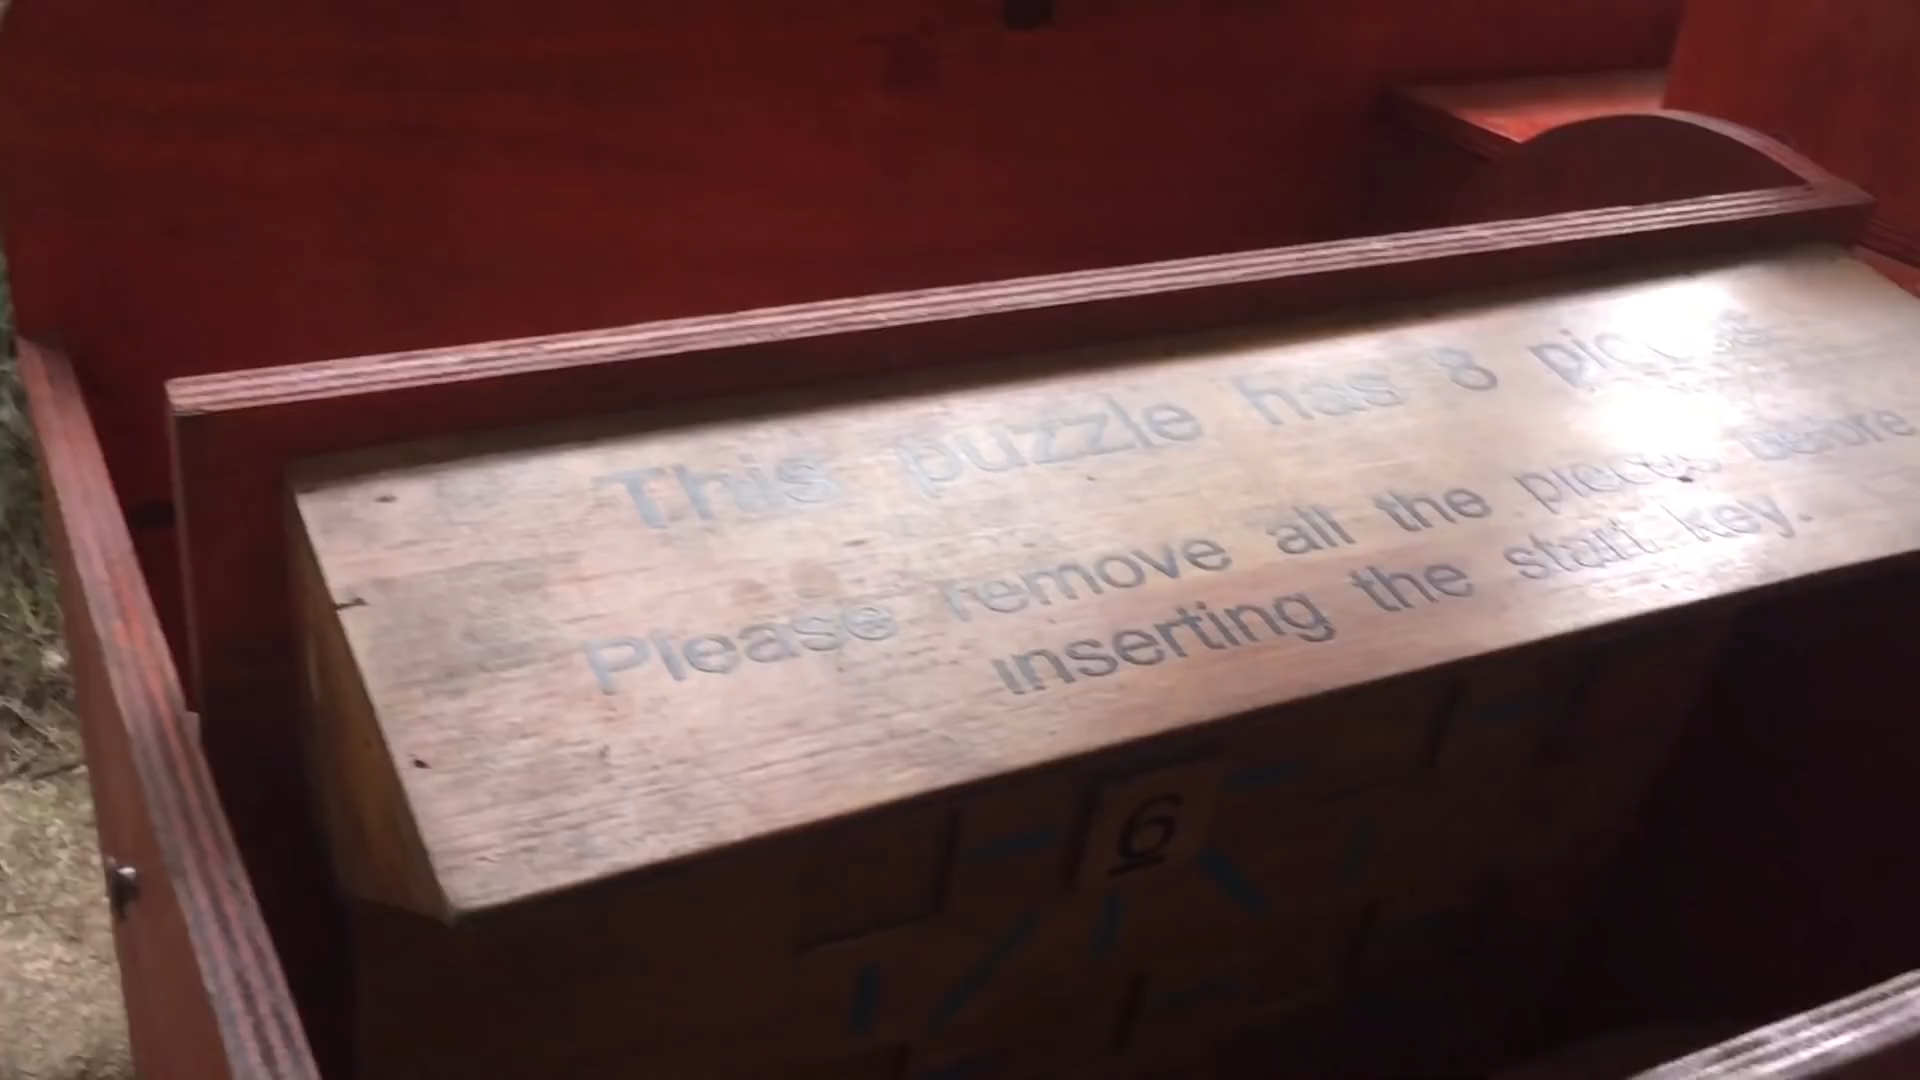 This puzzle has 8 pieces
Please remove all the pieces before
inserting the start key.
6